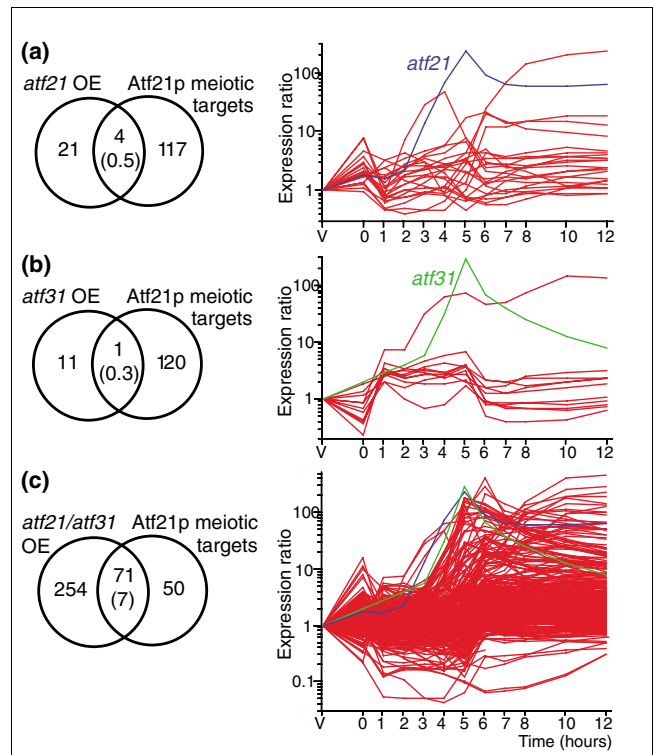 (a)
atf21 OE
Atf21p meiotic
targets
21
4
(0.5)
117
Expression ratio
100
10
1
atf21
V 0 1 2 3 4 5 6 7 8 10 12
(b)
atf31 OE
Atf21p meiotic
targets
11
1
(0.3)
120
Expression ratio
100
10
1
atf31
V 0 1 2 3 4 5 6 7 8 10 12
(c)
atf21/atf31
OE
Atf21p meiotic
targets
254
71
(7)
50
Expression ratio
100
10
1
0.1
V 0 1 2 3 4 5 6 7 8 10 12
Time (hours)